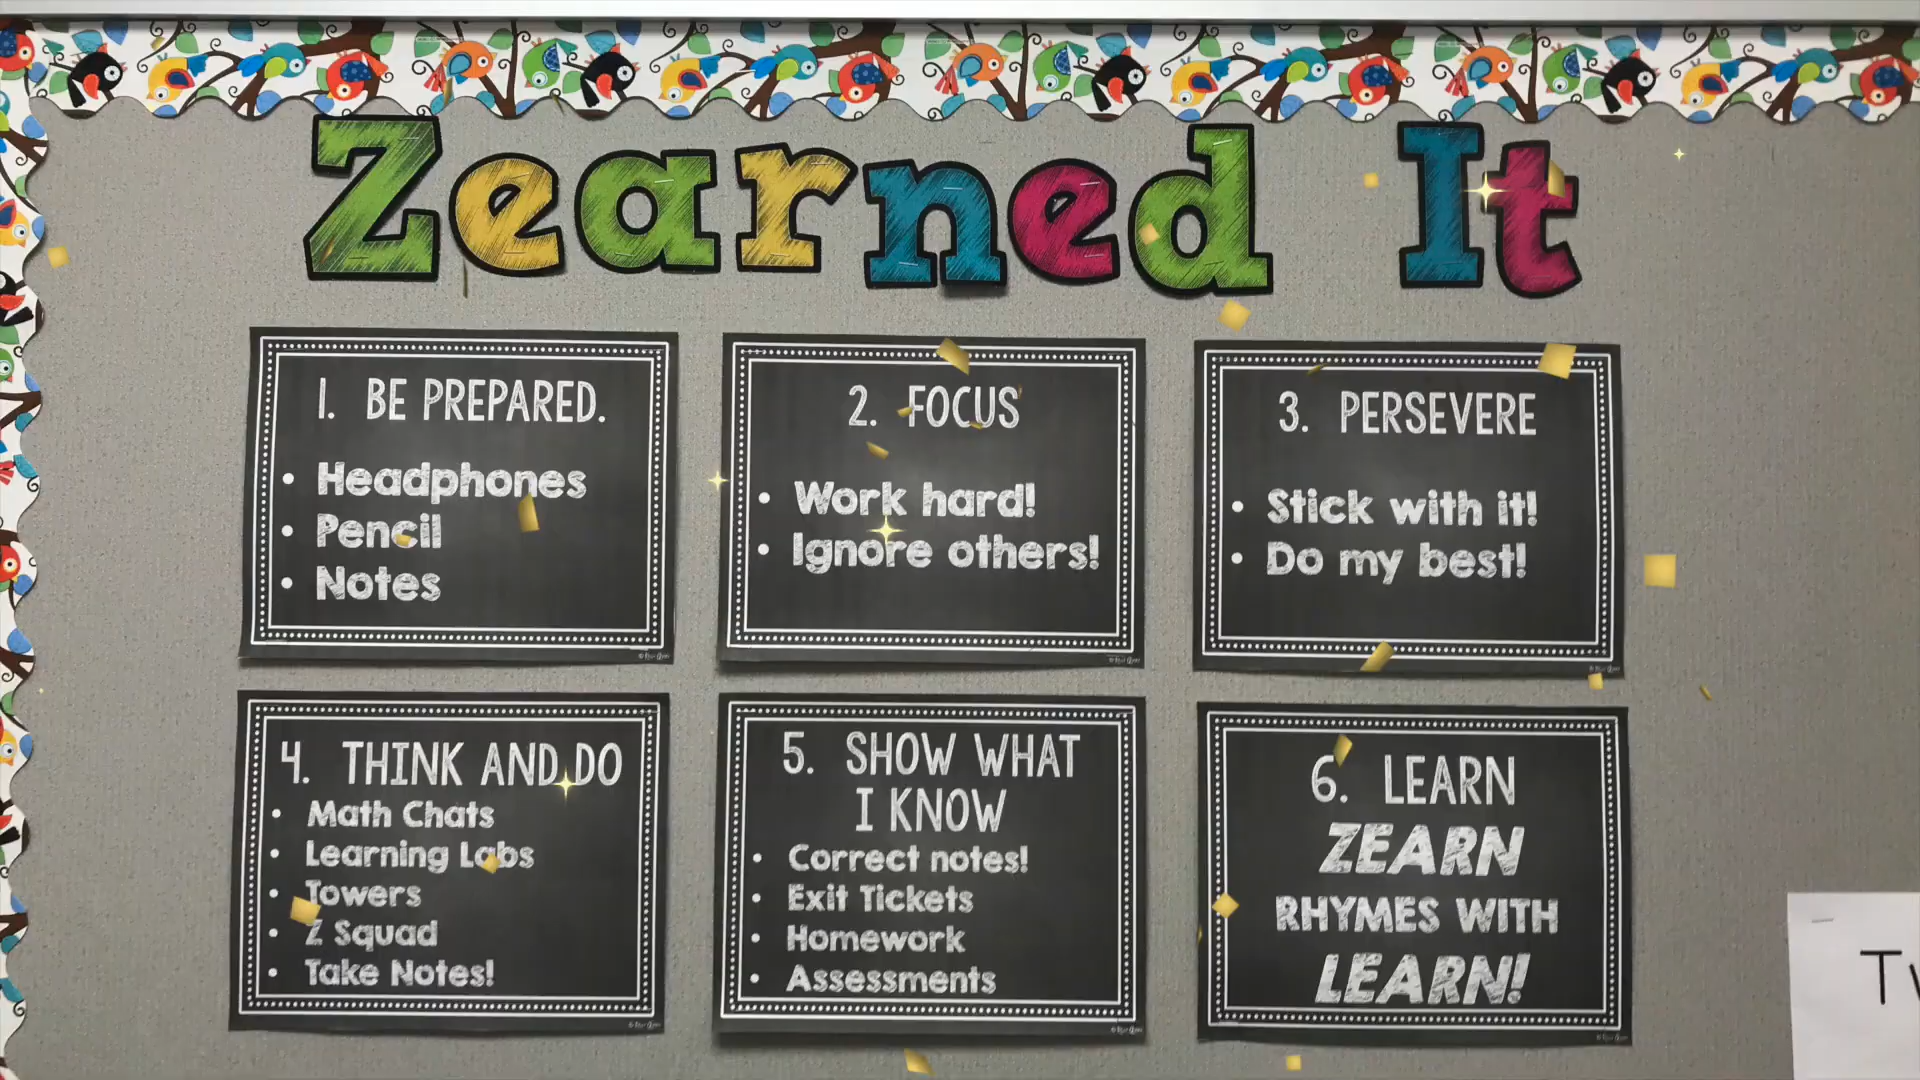 Zearned It
1. BE PREPARED.
• Headphones
• Pencil
• Notes
2. FOCUS
• Work hard!
• Ignore others!
3. PERSEVERE
• Stick with it!
• Do my best!
4. THINK AND DO
• Math Chats
• Learning Labs
• Towers
• Z Squad
• Take Notes!
5. SHOW WHAT
I KNOW
• Correct notes!
• Exit Tickets
• Homework
• Assessments
6. LEARN
ZEARN
RHYMES WITH
LEARN!